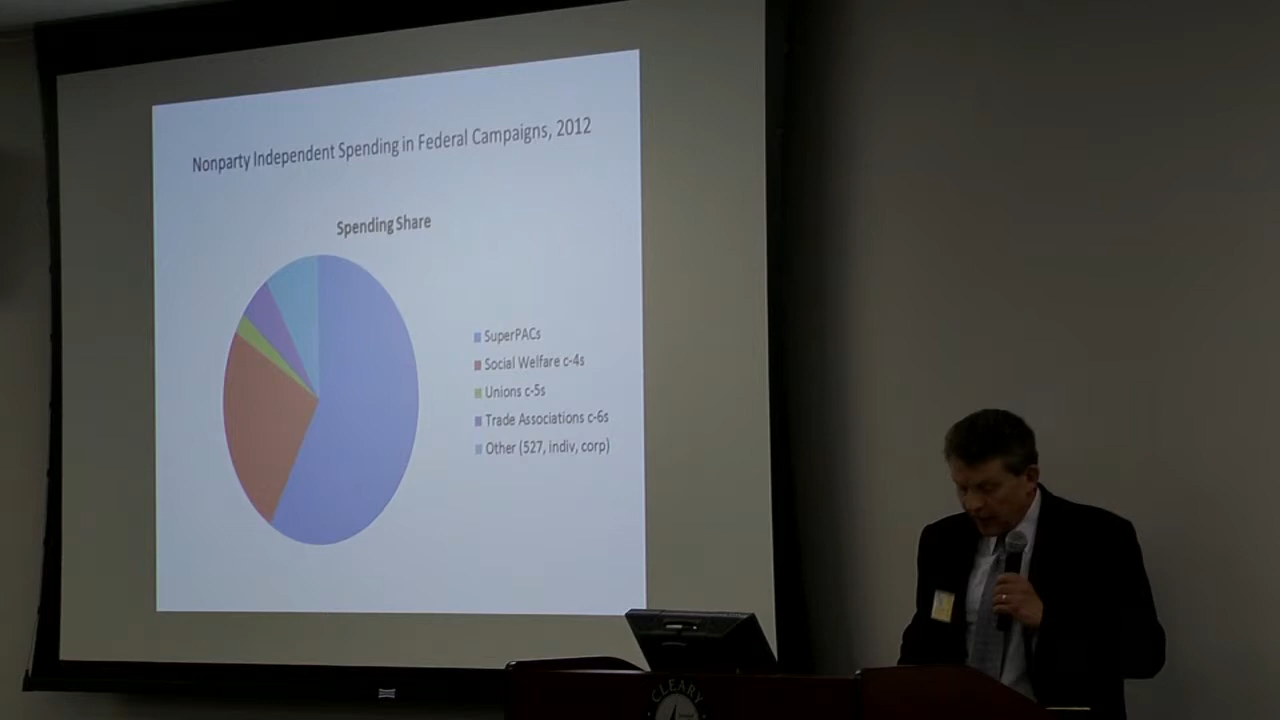 Nonparty Independent Spending in Federal Campaigns, 2012
Spending Share
SuperPACs
Social Welfare c-4s
Unions c-5s
Trade Associations c-6s
Other (527, indiv, corp)
CLEARY